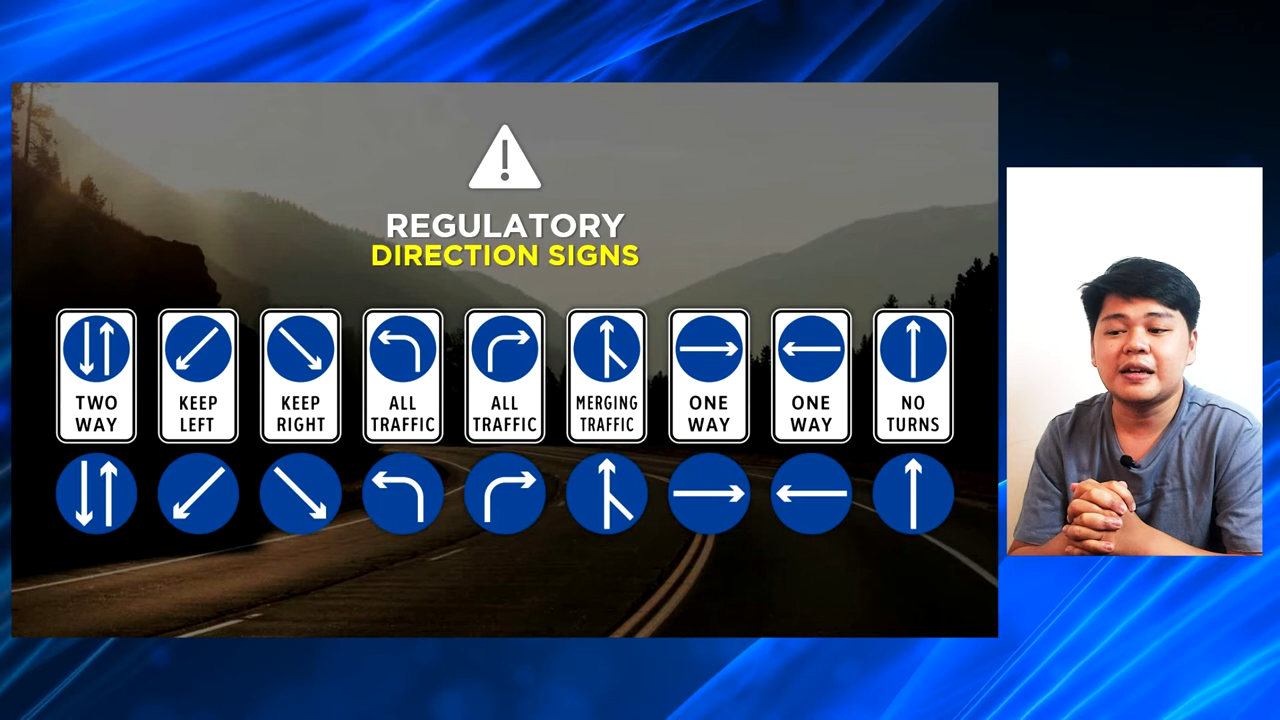 REGULATORY
DIRECTION SIGNS
TWO
WAY
KEEP
LEFT
KEEP
RIGHT
ALL
TRAFFIC
ALL
TRAFFIC
MERGING
TRAFFIC
ONE
WAY
ONE
WAY
NO
TURNS